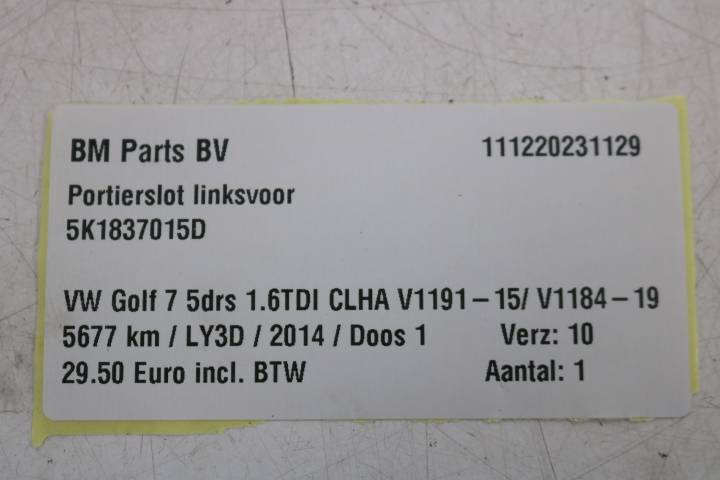 BM Parts BV 111220231129
Portierslot linksvoor
5K1837015D
VW Golf 7 5drs 1.6TDI CLHA V1191-15/ V1184-19
5677 km / LY3D / 2014 / Doos 1 Verz: 10
29.50 Euro incl. BTW Aantal: 1